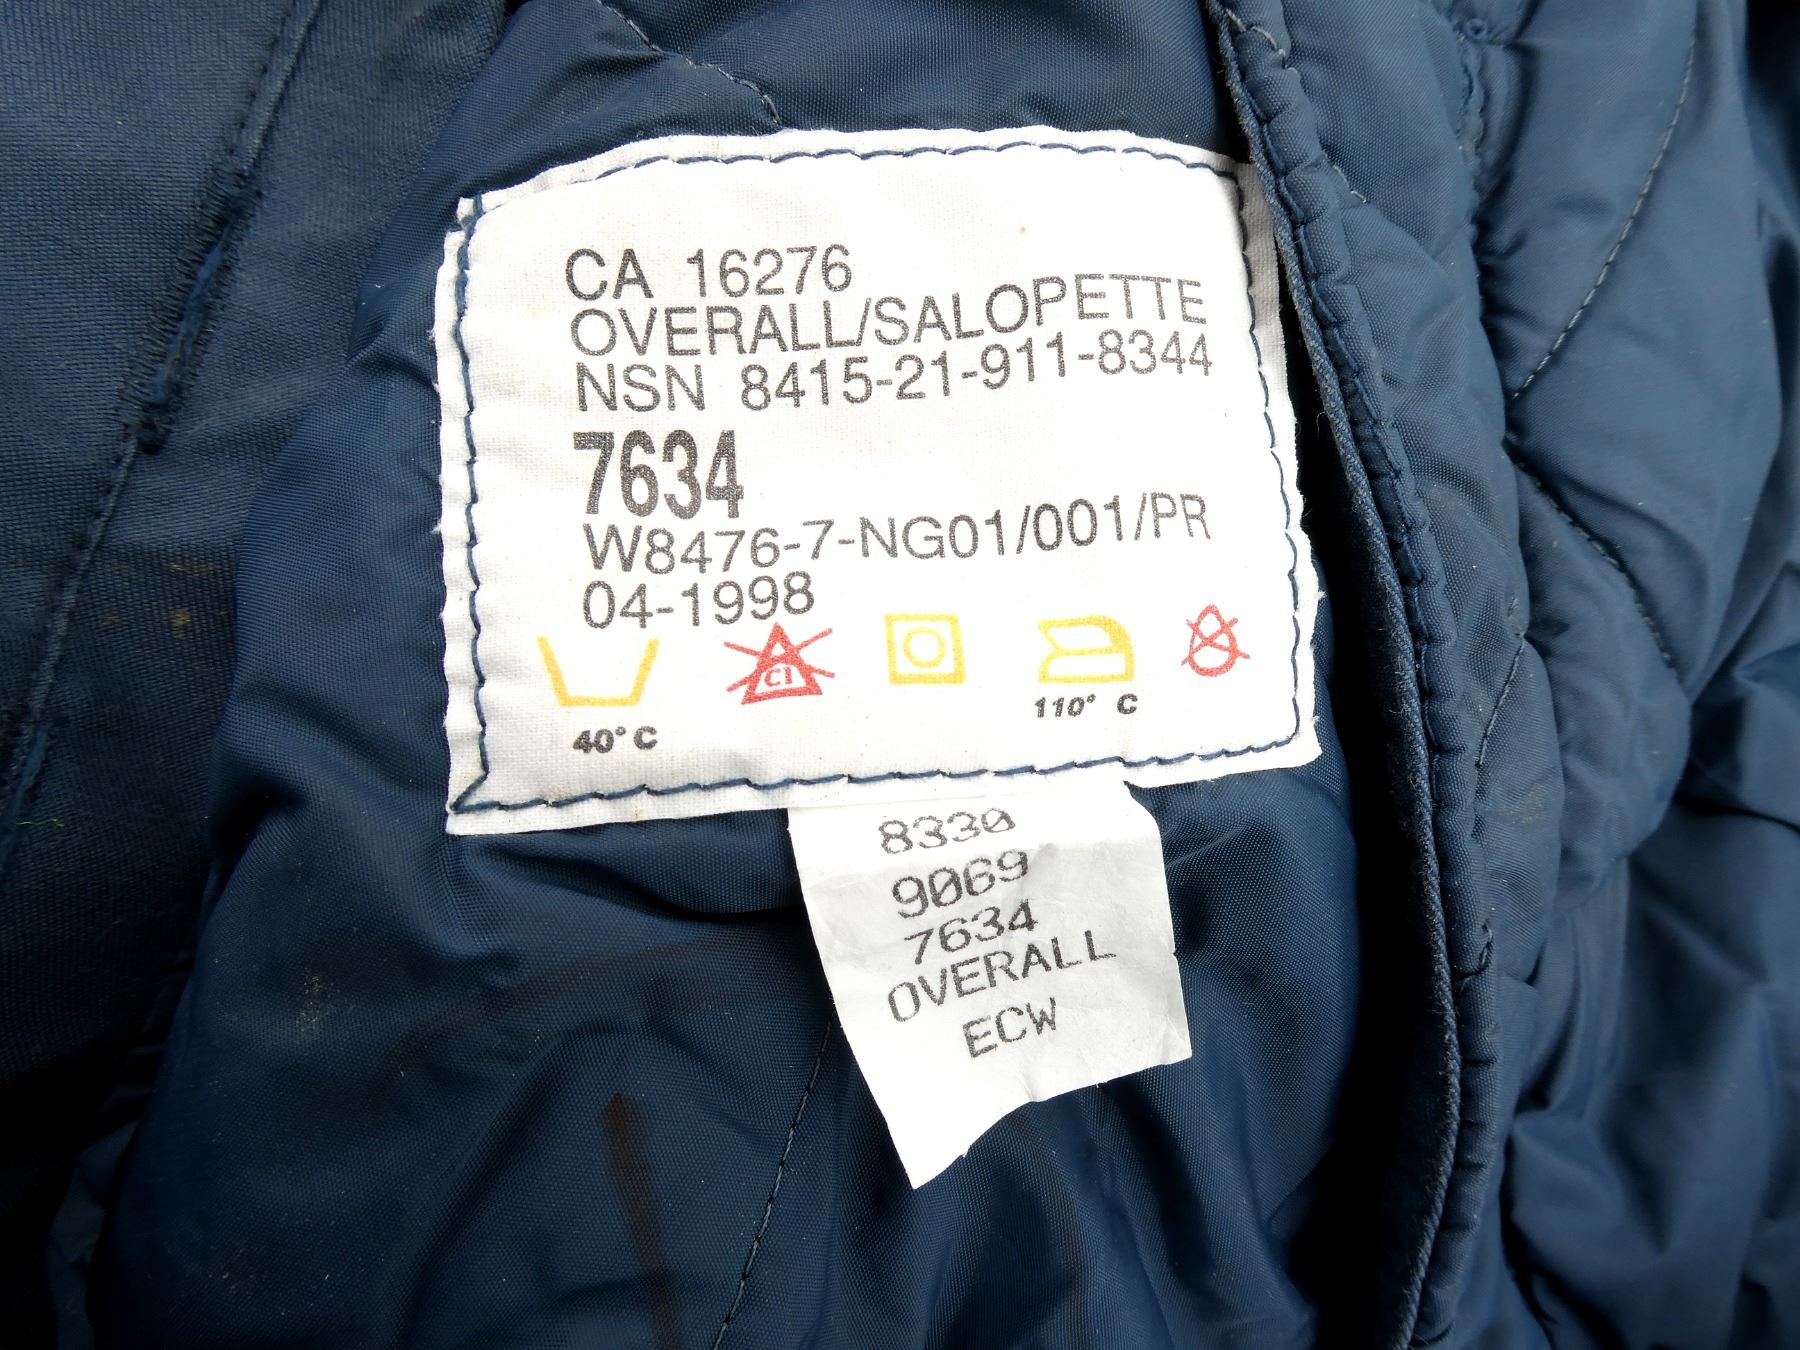 CA 16276
OVERALL/SALOPETTE
NSN 8415-21-911-8344
7634
W8476-7-NG01/001/PR
04-1998
Cl
40° C
110° C
8330
9069
7634
OVERALL
ECW